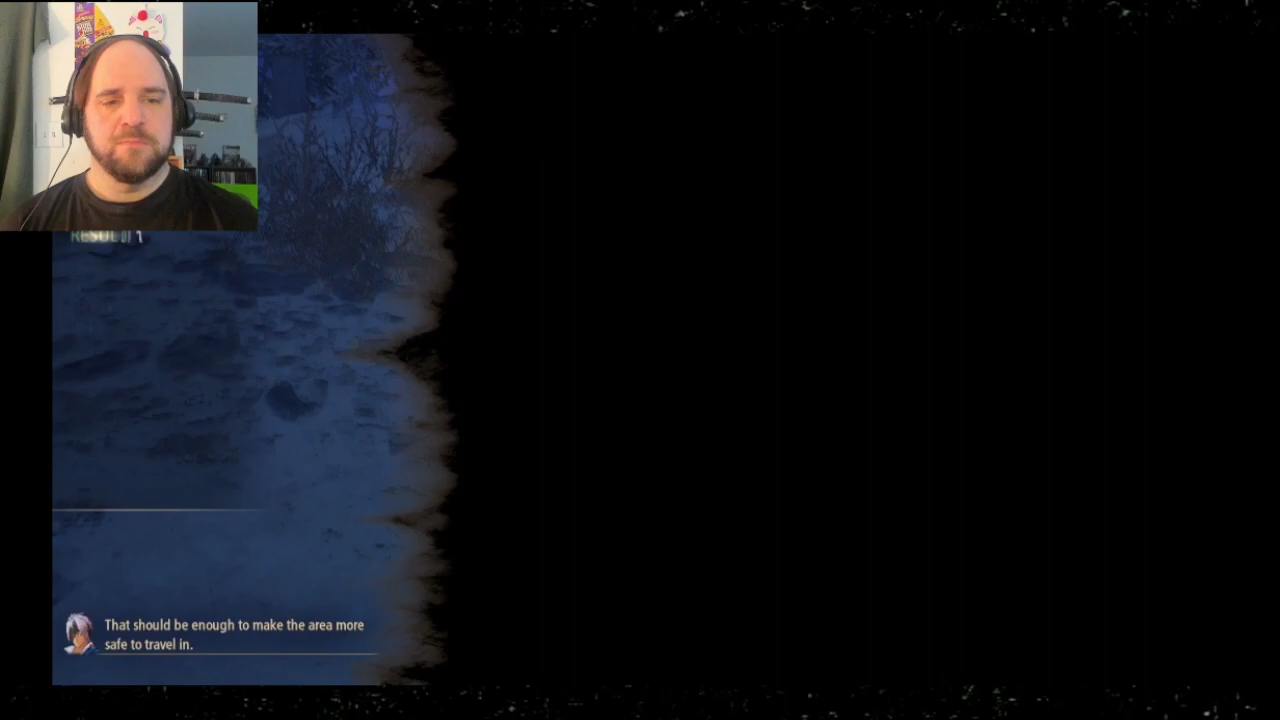 That should be enough to make the area more
safe to travel in.